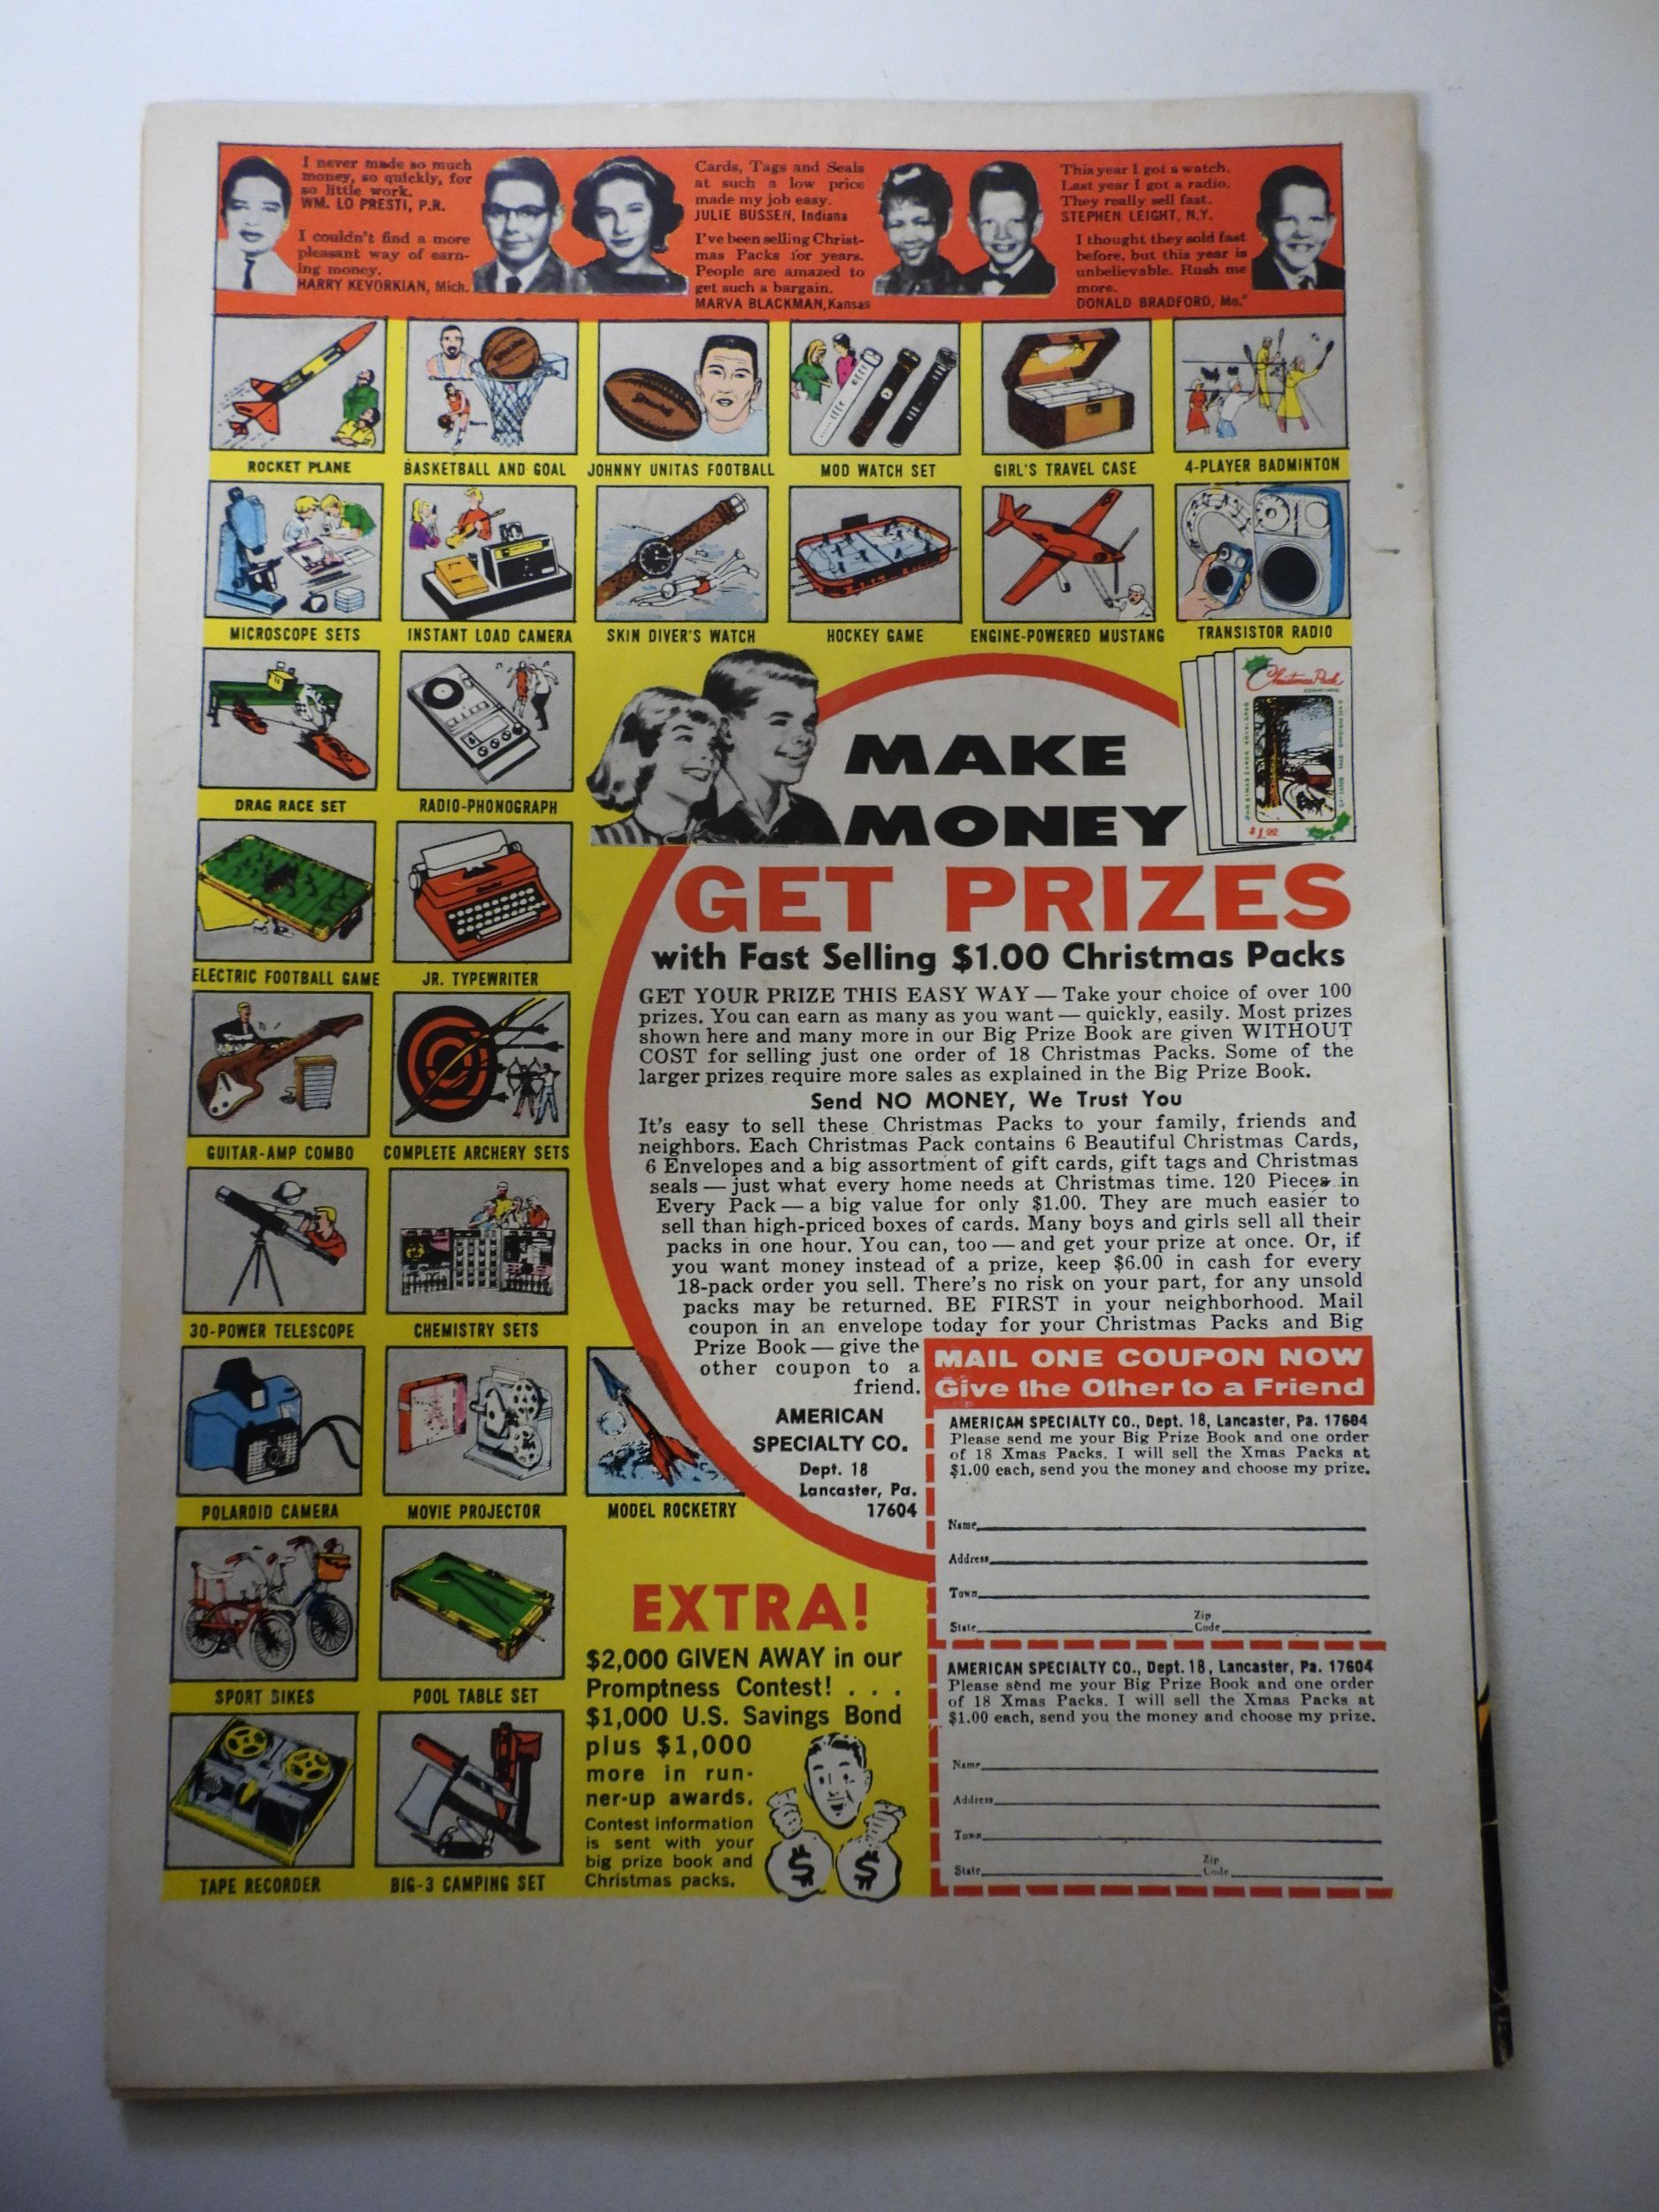 I never made so much
money, so quickly, for
so little work.
WM. LO PRESTI, P.R.
I couldn't find a more
pleasant way of earn-
ing money.
HARRY KEVORKIAN, Mich.
Cards, Tags and Seals
at such a low price
made my job easy.
JULIE BUSSEN, Indiana
I've been selling Christ-
mas Packs for years.
People are amazed to
get such a bargain.
MARVA BLACKMAN, Kansas
This year I got a watch.
Last year I got a radio.
They really sell fast.
STEPHEN LEIGHT, N.Y.
I thought they sold fast
before, but this year is
unbelievable. Rush me
more.
DONALD BRADFORD, Mo."
ROCKET PLANE
BASKETBALL AND GOAL
JOHNNY UNITAS FOOTBALL
MOD WATCH SET
GIRL'S TRAVEL CASE
4-PLAYER BADMINTON
MICROSCOPE SETS
INSTANT LOAD CAMERA
SKIN DIVER'S WATCH
HOCKEY GAME
ENGINE-POWERED MUSTANG
TRANSISTOR RADIO
DRAG RACE SET
RADIO-PHONOGRAPH
Christmas Pack
$1.00
ELECTRIC FOOTBALL GAME
JR. TYPEWRITER
GUITAR-AMP COMBO
COMPLETE ARCHERY SETS
30-POWER TELESCOPE
CHEMISTRY SETS
POLAROID CAMERA
MOVIE PROJECTOR
MODEL ROCKETRY
SPORT BIKES
POOL TABLE SET
TAPE RECORDER
BIG-3 CAMPING SET
MAKE
MONEY
GET PRIZES
with Fast Selling $1.00 Christmas Packs
GET YOUR PRIZE THIS EASY WAY — Take your choice of over 100
prizes. You can earn as many as you want — quickly, easily. Most prizes
shown here and many more in our Big Prize Book are given WITHOUT
COST for selling just one order of 18 Christmas Packs. Some of the
larger prizes require more sales as explained in the Big Prize Book.
Send NO MONEY, We Trust You
It's easy to sell these Christmas Packs to your family, friends and
neighbors. Each Christmas Pack contains 6 Beautiful Christmas Cards,
6 Envelopes and a big assortment of gift cards, gift tags and Christmas
seals — just what every home needs at Christmas time. 120 Pieces in
Every Pack — a big value for only $1.00. They are much easier to
sell than high-priced boxes of cards. Many boys and girls sell all their
packs in one hour. You can, too — and get your prize at once. Or, if
you want money instead of a prize, keep $6.00 in cash for every
18-pack order you sell. There's no risk on your part, for any unsold
packs may be returned. BE FIRST in your neighborhood. Mail
coupon in an envelope today for your Christmas Packs and Big
Prize Book — give the
other coupon to a
friend.
AMERICAN
SPECIALTY CO.
Dept. 18
Lancaster, Pa.
17604
EXTRA!
$2,000 GIVEN AWAY in our
Promptness Contest! . . .
$1,000 U.S. Savings Bond
plus $1,000
more in run-
ner-up awards.
Contest information
is sent with your
big prize book and
Christmas packs.
$ $
MAIL ONE COUPON NOW
Give the Other to a Friend
AMERICAN SPECIALTY CO., Dept. 18, Lancaster, Pa. 17604
Please send me your Big Prize Book and one order
of 18 Xmas Packs. I will sell the Xmas Packs at
$1.00 each, send you the money and choose my prize.
Name
Address
Town
State Zip Code
AMERICAN SPECIALTY CO., Dept. 18, Lancaster, Pa. 17604
Please send me your Big Prize Book and one order
of 18 Xmas Packs. I will sell the Xmas Packs at
$1.00 each, send you the money and choose my prize.
Name
Address
Town
State Zip Code